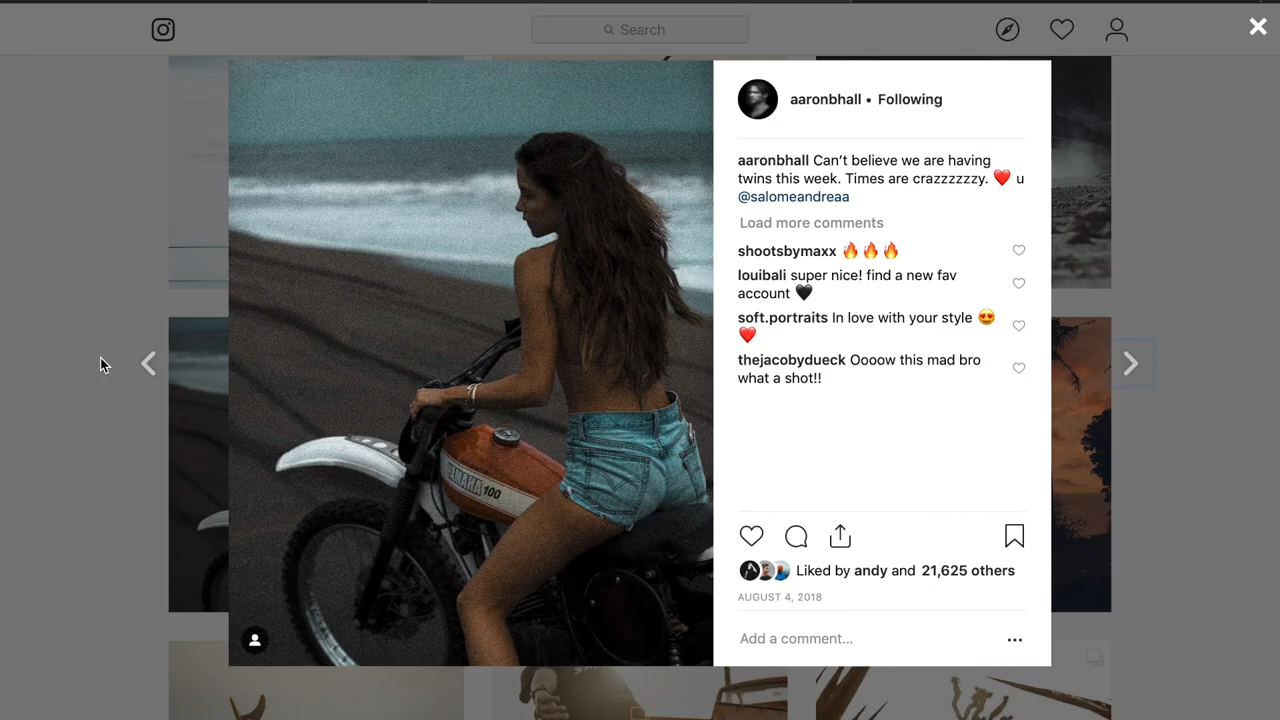 Search
aaronbhall • Following
aaronbhall Can’t believe we are having
twins this week. Times are crazzzzzzy. ❤️ u
@salomeandreaa
Load more comments
shootsbymaxx 🔥🔥🔥
louibali super nice! find a new fav
account 🖤
soft.portraits In love with your style 😍
❤️
thejacobydueck Oooow this mad bro
what a shot!!
YAMAHA 100
Liked by andy and 21,625 others
AUGUST 4, 2018
Add a comment...